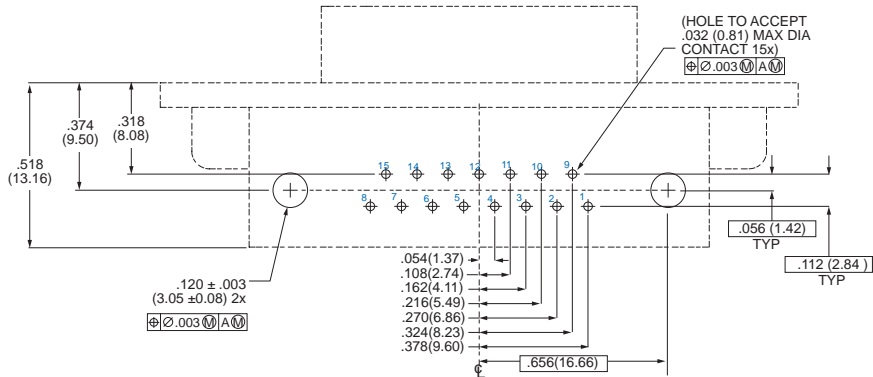 (HOLE TO ACCEPT
.032 (0.81) MAX DIA
CONTACT 15x)
⌖ ∅.003 Ⓜ A Ⓜ
.518
(13.16)
.374
(9.50)
.318
(8.08)
15 14 13 12 11 10 9
8 7 6 5 4 3 2 1
.056 (1.42)
TYP
.112 (2.84 )
TYP
.120 ± .003
(3.05 ±0.08) 2x
⌖ ∅.003 Ⓜ A Ⓜ
.054(1.37)
.108(2.74)
.162(4.11)
.216(5.49)
.270(6.86)
.324(8.23)
.378(9.60)
.656(16.66)
℄